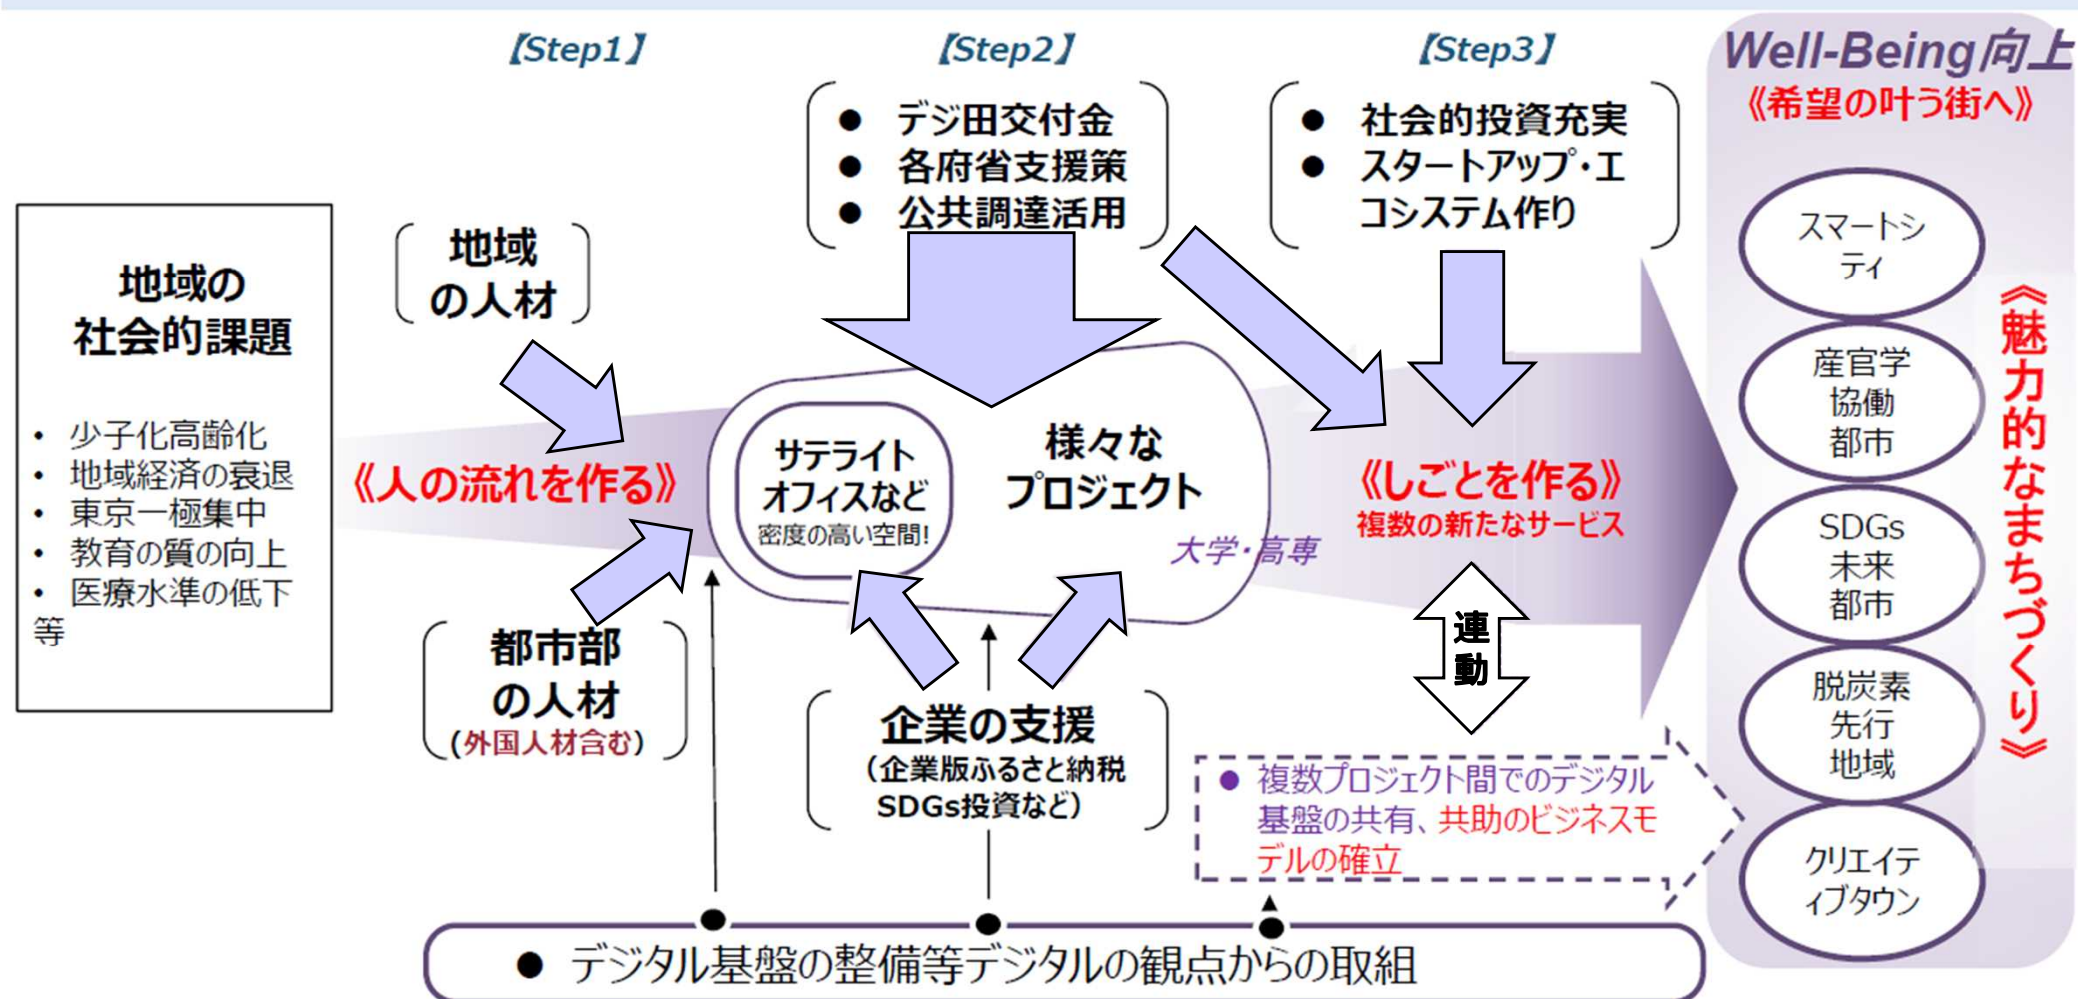 【Step1】
【Step2】
【Step3】
Well-Being向上
《希望の叶う街へ》
● デジ田交付金
● 各府省支援策
● 公共調達活用
● 社会的投資充実
● スタートアップ・エ
コシステム作り
地域の
社会的課題
• 少子化高齢化
• 地域経済の衰退
• 東京一極集中
• 教育の質の向上
• 医療水準の低下
等
地域
の人材
《人の流れを作る》
都市部
の人材
(外国人材含む)
サテライト
オフィスなど
密度の高い空間!
様々な
プロジェクト
大学・高専
企業の支援
(企業版ふるさと納税
SDGs投資など)
《しごとを作る》
複数の新たなサービス
連
動
● 複数プロジェクト間でのデジタル
基盤の共有、共助のビジネスモ
デルの確立
● デジタル基盤の整備等デジタルの観点からの取組
スマートシ
ティ
産官学
協働
都市
SDGs
未来
都市
脱炭素
先行
地域
クリエイテ
ィブタウン
《魅力的なまちづくり》